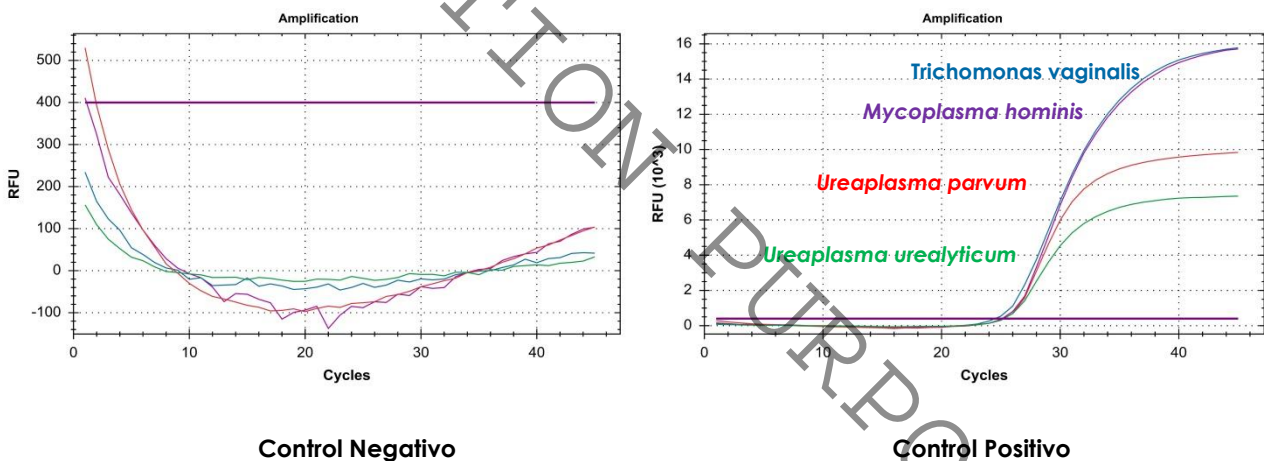 Amplification
500
400
300
200
100
0
-100
RFU
0
10
20
30
40
Cycles
Control Negativo
Amplification
16
14
12
10
8
6
4
2
0
RFU (10^3)
0
10
20
30
40
Cycles
Trichomonas vaginalis
Mycoplasma hominis
Ureaplasma parvum
Ureaplasma urealyticum
Control Positivo
TION
PURPO